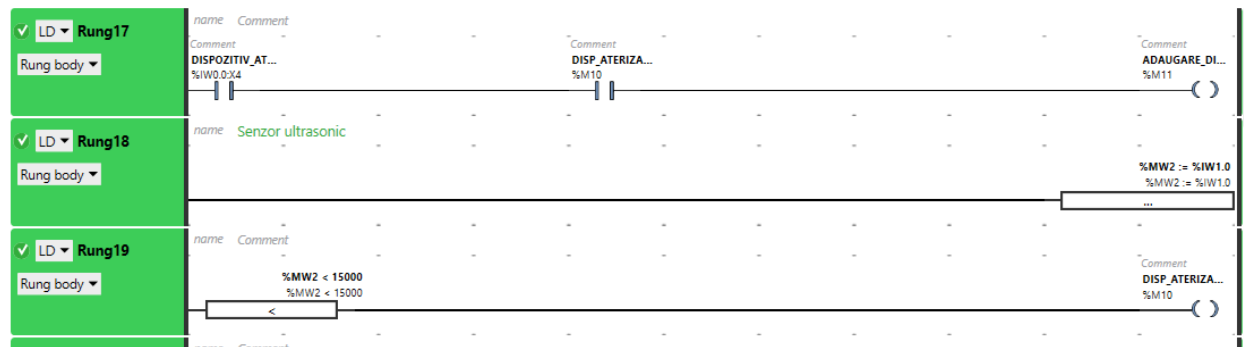 name Comment
LD Rung17
Comment Comment Comment
Rung body DISPOZITIV_AT... DISP_ATERIZA... ADAUGARE_DI...
%IW0.0:X4 %M10 %M11
name Senzor ultrasonic
LD Rung18
Rung body %MW2 := %IW1.0
%MW2 := %IW1.0
...
name Comment
LD Rung19
Comment
Rung body %MW2 < 15000 DISP_ATERIZA...
%MW2 < 15000 %M10
<
name Comment